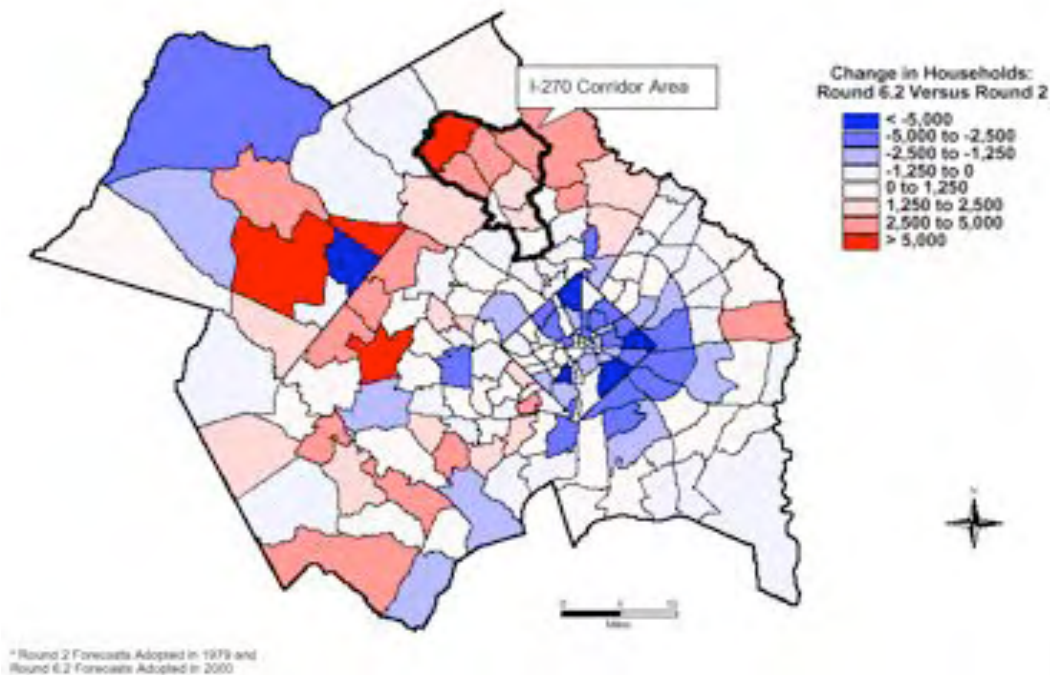 I-270 Corridor Area
Change in Households:
Round 6.2 Versus Round 2
< -5,000
-5,000 to -2,500
-2,500 to -1,250
-1,250 to 0
0 to 1,250
1,250 to 2,500
2,500 to 5,000
> 5,000
N
0
Miles
* Round 2 Forecasts Adopted in 1979 and
Round 6.2 Forecasts Adopted in 2000